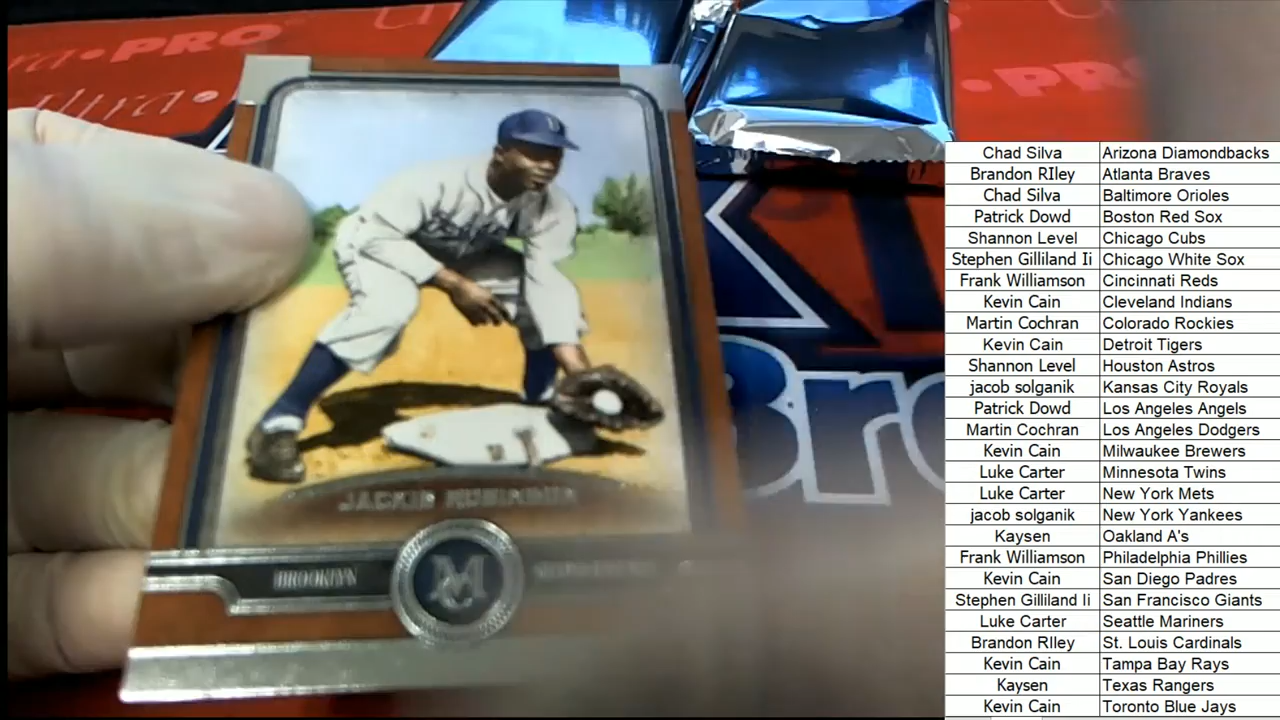 PRO
PRO
JACKIE ROBINSON
BROOKLYN
MC
Bro
Chad Silva Arizona Diamondbacks
Brandon RIley Atlanta Braves
Chad Silva Baltimore Orioles
Patrick Dowd Boston Red Sox
Shannon Level Chicago Cubs
Stephen Gilliland Ii Chicago White Sox
Frank Williamson Cincinnati Reds
Kevin Cain Cleveland Indians
Martin Cochran Colorado Rockies
Kevin Cain Detroit Tigers
Shannon Level Houston Astros
jacob solganik Kansas City Royals
Patrick Dowd Los Angeles Angels
Martin Cochran Los Angeles Dodgers
Kevin Cain Milwaukee Brewers
Luke Carter Minnesota Twins
Luke Carter New York Mets
jacob solganik New York Yankees
Kaysen Oakland A's
Frank Williamson Philadelphia Phillies
Kevin Cain San Diego Padres
Stephen Gilliland Ii San Francisco Giants
Luke Carter Seattle Mariners
Brandon RIley St. Louis Cardinals
Kevin Cain Tampa Bay Rays
Kaysen Texas Rangers
Kevin Cain Toronto Blue Jays